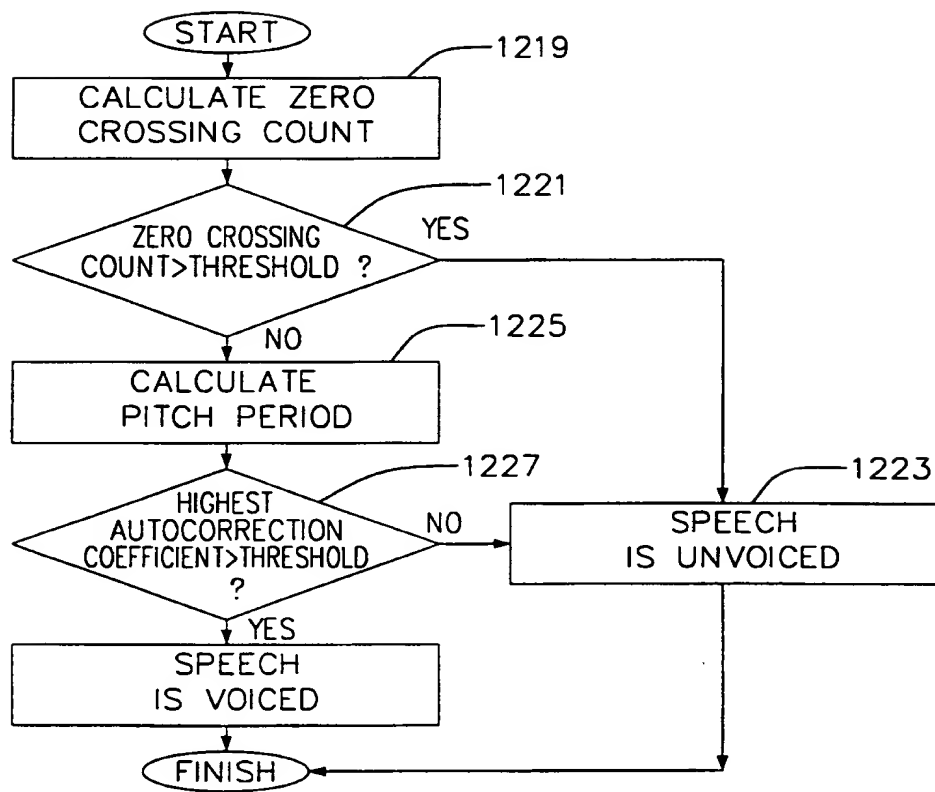 START
1219
CALCULATE ZERO
CROSSING COUNT
1221
ZERO CROSSING
COUNT>THRESHOLD ?
YES
NO
1225
CALCULATE
PITCH PERIOD
1227
HIGHEST
AUTOCORRECTION
COEFFICIENT>THRESHOLD
?
NO
1223
SPEECH
IS UNVOICED
YES
SPEECH
IS VOICED
FINISH